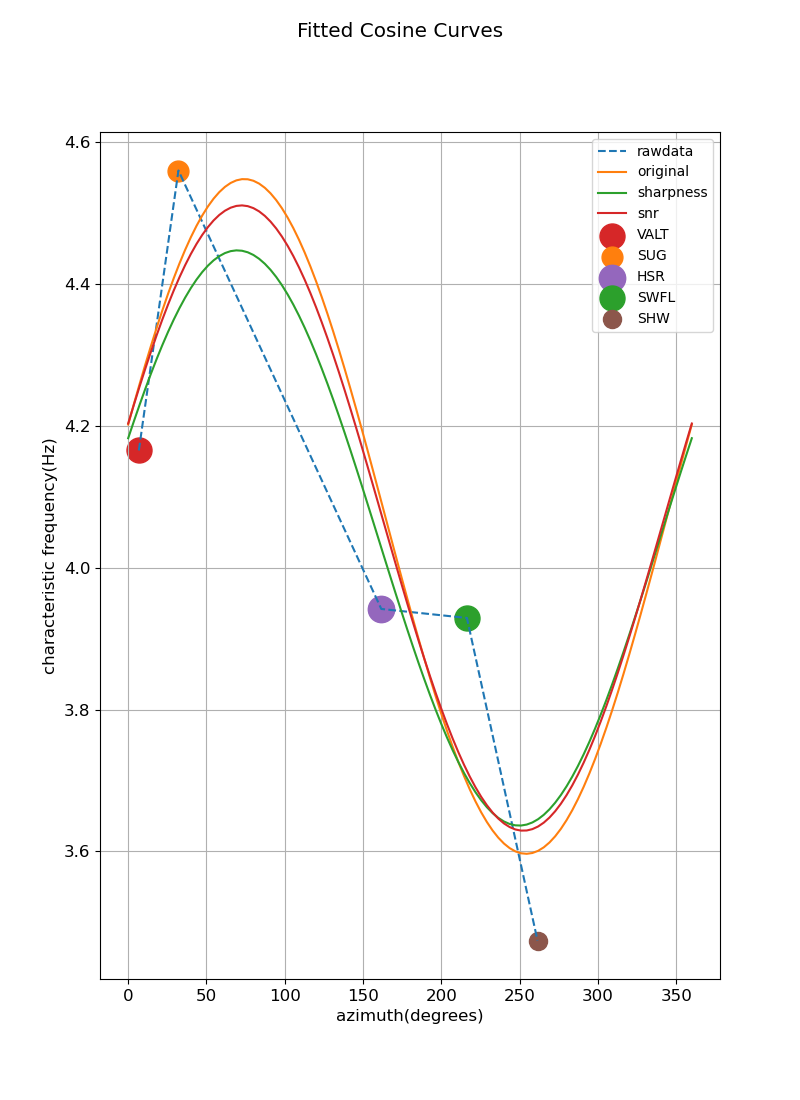 Fitted Cosine Curves
4.6
4.4
4.2
4.0
3.8
3.6
characteristic frequency(Hz)
rawdata
original
sharpness
snr
VALT
SUG
HSR
SWFL
SHW
0 50 100 150 200 250 300 350
azimuth(degrees)